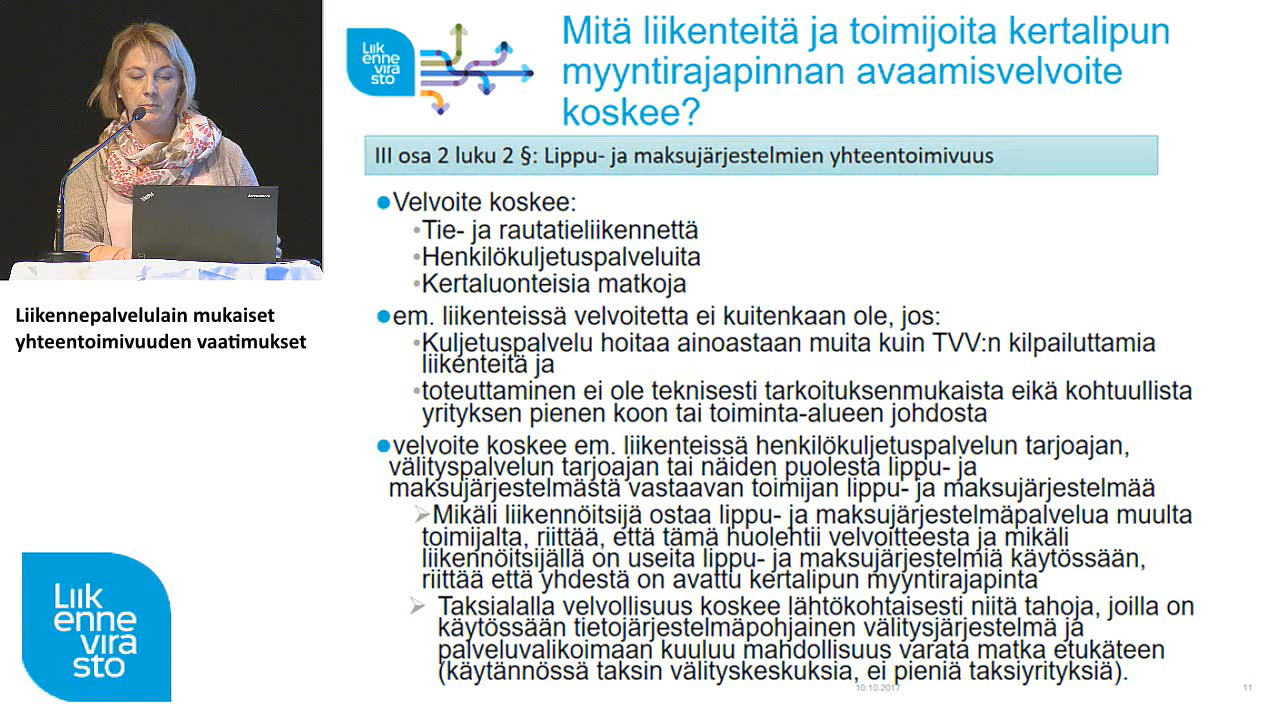 Liik
enne
vira
sto
Mitä liikenteitä ja toimijoita kertalipun
myyntirajapinnan avaamisvelvoite
koskee?
III osa 2 luku 2 §: Lippu- ja maksujärjestelmien yhteentoimivuus
Velvoite koskee:
Tie- ja rautatieliikennettä
Henkilökuljetuspalveluita
Kertaluonteisia matkoja
em. liikenteissä velvoitetta ei kuitenkaan ole, jos:
Kuljetuspalvelu hoitaa ainoastaan muita kuin TVV:n kilpailuttamia
liikenteitä ja
toteuttaminen ei ole teknisesti tarkoituksenmukaista eikä kohtuullista
yrityksen pienen koon tai toiminta-alueen johdosta
velvoite koskee em. liikenteissä henkilökuljetuspalvelun tarjoajan,
välityspalvelun tarjoajan tai näiden puolesta lippu- ja
maksujärjestelmästä vastaavan toimijan lippu- ja maksujärjestelmää
Mikäli liikennöitsijä ostaa lippu- ja maksujärjestelmäpalvelua muulta
toimijalta, riittää, että tämä huolehtii velvoitteesta ja mikäli
liikennöitsijällä on useita lippu- ja maksujärjestelmiä käytössään,
riittää että yhdestä on avattu kertalipun myyntirajapinta
Taksialalla velvollisuus koskee lähtökohtaisesti niitä tahoja, joilla on
käytössään tietojärjestelmäpohjainen välitysjärjestelmä ja
palveluvalikoimaan kuuluu mahdollisuus varata matka etukäteen
(käytännössä taksin välityskeskuksia, ei pieniä taksiyrityksiä).
10.10.2017
11
Liikennepalvelulain mukaiset
yhteentoimivuuden vaatimukset
Liik
enne
vira
sto